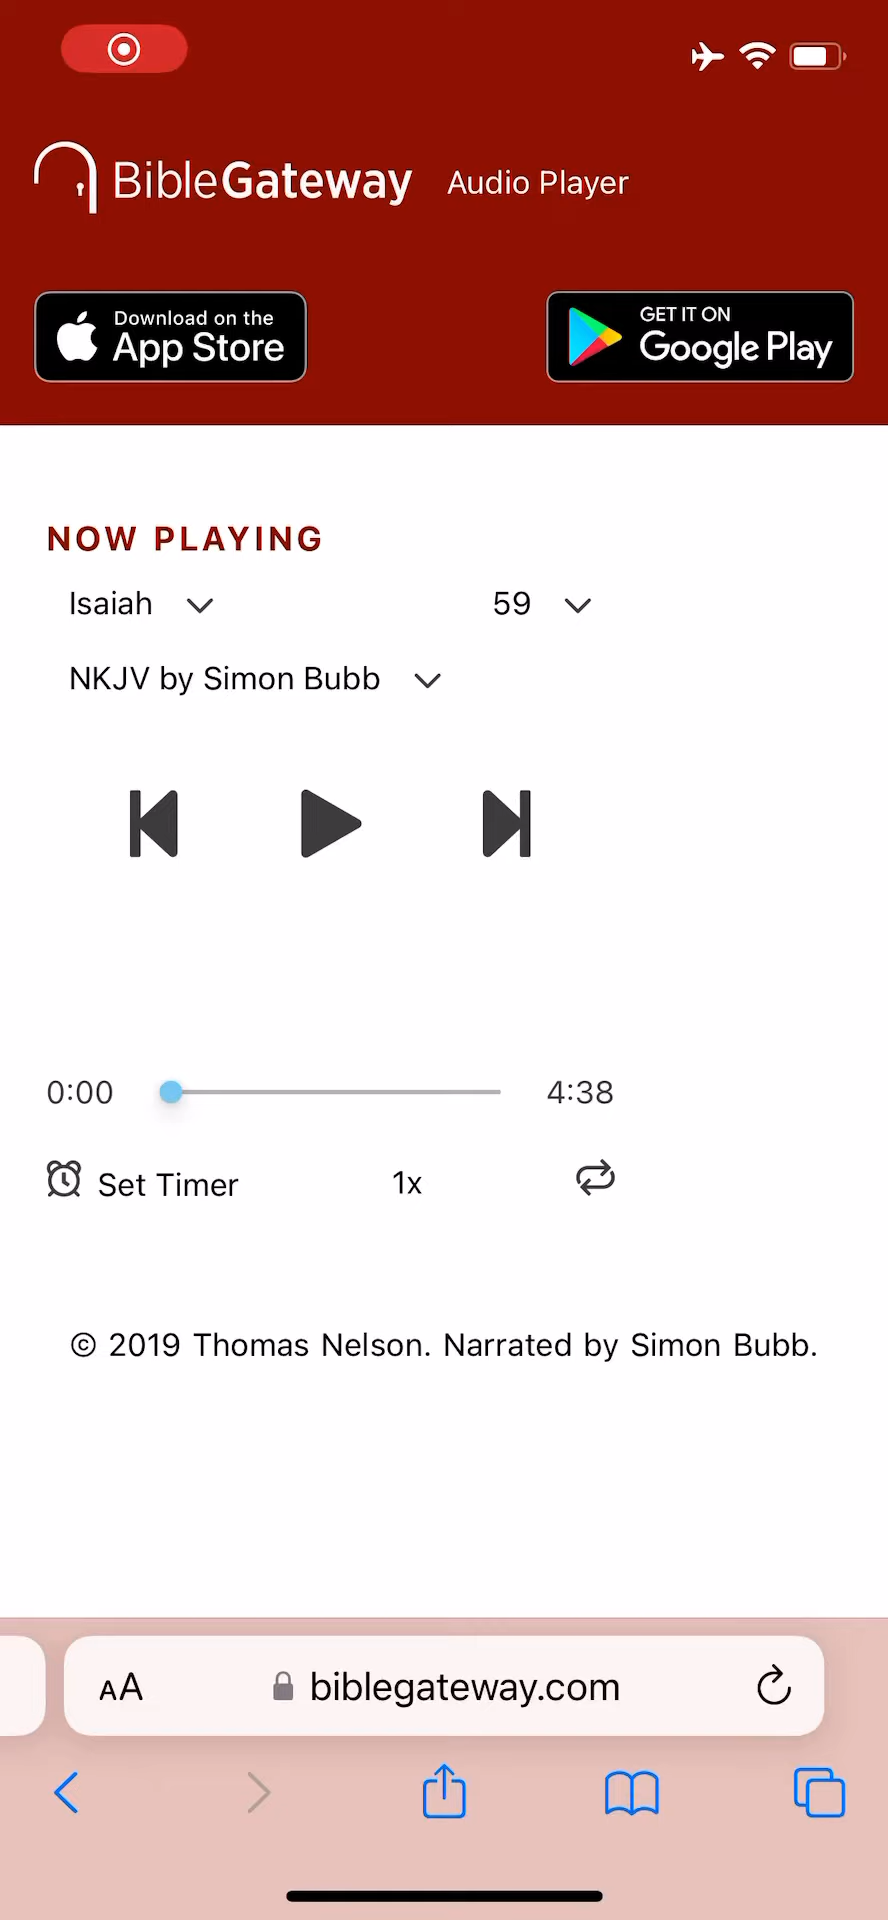 BibleGateway Audio Player
Download on the
App Store
GET IT ON
Google Play
NOW PLAYING
Isaiah 59
NKJV by Simon Bubb
0:00 4:38
Set Timer 1x
© 2019 Thomas Nelson. Narrated by Simon Bubb.
AA biblegateway.com